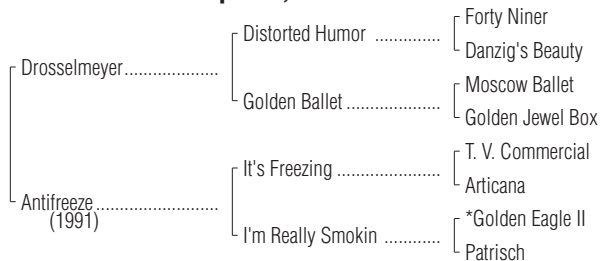 Forty Niner
Distorted Humor ...............
Danzig's Beauty
Drosselmeyer.....................
Moscow Ballet
Golden Ballet .....................
Golden Jewel Box
T. V. Commercial
It's Freezing .......................
Articana
Antifreeze...........................
(1991)
*Golden Eagle II
I'm Really Smokin ............
Patrisch